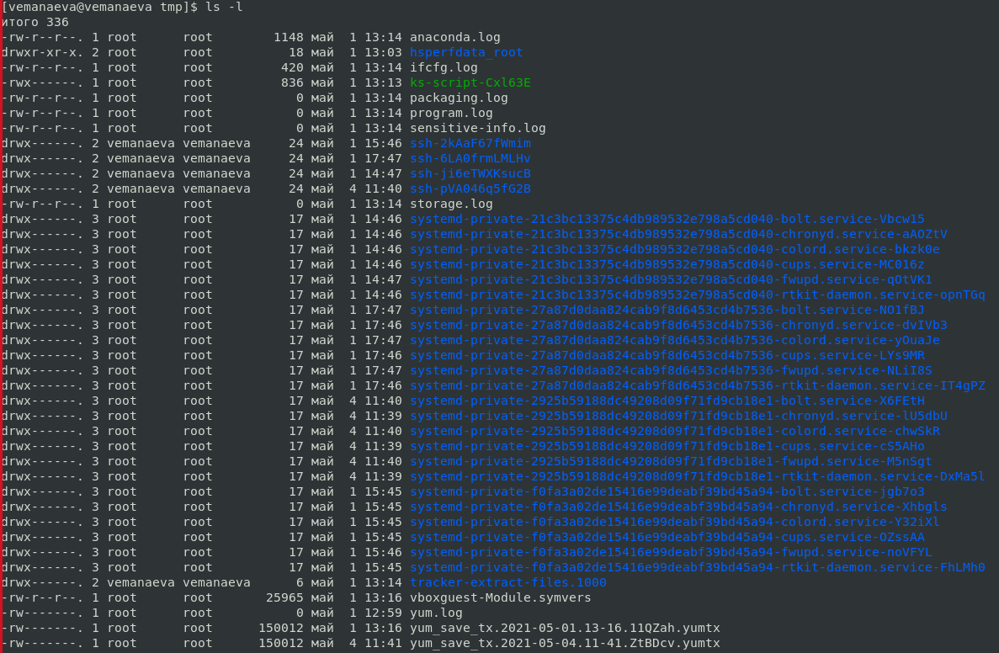 [vemanaeva@vemanaeva tmp]$ ls -l
итого 336
-rw-r--r--. 1 root      root        1148 май  1 13:14 anaconda.log
drwxr-xr-x. 2 root      root          18 май  1 13:03 hsperfdata_root
-rw-r--r--. 1 root      root         420 май  1 13:14 ifcfg.log
-rwx------. 1 root      root         836 май  1 13:13 ks-script-Cxl63E
-rw-r--r--. 1 root      root           0 май  1 13:14 packaging.log
-rw-r--r--. 1 root      root           0 май  1 13:14 program.log
-rw-r--r--. 1 root      root           0 май  1 13:14 sensitive-info.log
drwx------. 2 vemanaeva vemanaeva     24 май  1 15:46 ssh-2kAaF67fWmim
drwx------. 2 vemanaeva vemanaeva     24 май  1 17:47 ssh-6LA0frmLMLHv
drwx------. 2 vemanaeva vemanaeva     24 май  1 14:47 ssh-ji6eTWXKsucB
drwx------. 2 vemanaeva vemanaeva     24 май  4 11:40 ssh-pVA046q5fG2B
-rw-r--r--. 1 root      root           0 май  1 13:14 storage.log
drwx------. 3 root      root          17 май  1 14:46 systemd-private-21c3bc13375c4db989532e798a5cd040-bolt.service-Vbcw15
drwx------. 3 root      root          17 май  1 14:46 systemd-private-21c3bc13375c4db989532e798a5cd040-chronyd.service-aAOZtV
drwx------. 3 root      root          17 май  1 14:46 systemd-private-21c3bc13375c4db989532e798a5cd040-colord.service-bkzk0e
drwx------. 3 root      root          17 май  1 14:46 systemd-private-21c3bc13375c4db989532e798a5cd040-cups.service-MC016z
drwx------. 3 root      root          17 май  1 14:47 systemd-private-21c3bc13375c4db989532e798a5cd040-fwupd.service-qOtVK1
drwx------. 3 root      root          17 май  1 14:46 systemd-private-21c3bc13375c4db989532e798a5cd040-rtkit-daemon.service-opnTGq
drwx------. 3 root      root          17 май  1 17:47 systemd-private-27a87d0daa824cab9f8d6453cd4b7536-bolt.service-NO1fBJ
drwx------. 3 root      root          17 май  1 17:46 systemd-private-27a87d0daa824cab9f8d6453cd4b7536-chronyd.service-dvIVb3
drwx------. 3 root      root          17 май  1 17:47 systemd-private-27a87d0daa824cab9f8d6453cd4b7536-colord.service-yOuaJe
drwx------. 3 root      root          17 май  1 17:46 systemd-private-27a87d0daa824cab9f8d6453cd4b7536-cups.service-LYs9MR
drwx------. 3 root      root          17 май  1 17:47 systemd-private-27a87d0daa824cab9f8d6453cd4b7536-fwupd.service-NLiI8S
drwx------. 3 root      root          17 май  1 17:46 systemd-private-27a87d0daa824cab9f8d6453cd4b7536-rtkit-daemon.service-IT4gPZ
drwx------. 3 root      root          17 май  4 11:40 systemd-private-2925b59188dc49208d09f71fd9cb18e1-bolt.service-X6FEtH
drwx------. 3 root      root          17 май  4 11:39 systemd-private-2925b59188dc49208d09f71fd9cb18e1-chronyd.service-lU5dbU
drwx------. 3 root      root          17 май  4 11:40 systemd-private-2925b59188dc49208d09f71fd9cb18e1-colord.service-chwSkR
drwx------. 3 root      root          17 май  4 11:39 systemd-private-2925b59188dc49208d09f71fd9cb18e1-cups.service-cS5AHo
drwx------. 3 root      root          17 май  4 11:40 systemd-private-2925b59188dc49208d09f71fd9cb18e1-fwupd.service-M5nSgt
drwx------. 3 root      root          17 май  4 11:39 systemd-private-2925b59188dc49208d09f71fd9cb18e1-rtkit-daemon.service-DxMa5l
drwx------. 3 root      root          17 май  1 15:45 systemd-private-f0fa3a02de15416e99deabf39bd45a94-bolt.service-jgb7o3
drwx------. 3 root      root          17 май  1 15:45 systemd-private-f0fa3a02de15416e99deabf39bd45a94-chronyd.service-Xhbgls
drwx------. 3 root      root          17 май  1 15:45 systemd-private-f0fa3a02de15416e99deabf39bd45a94-colord.service-Y32iXl
drwx------. 3 root      root          17 май  1 15:45 systemd-private-f0fa3a02de15416e99deabf39bd45a94-cups.service-OZssAA
drwx------. 3 root      root          17 май  1 15:46 systemd-private-f0fa3a02de15416e99deabf39bd45a94-fwupd.service-noVFYL
drwx------. 3 root      root          17 май  1 15:45 systemd-private-f0fa3a02de15416e99deabf39bd45a94-rtkit-daemon.service-FhLMh0
drwx------. 2 vemanaeva vemanaeva      6 май  1 13:14 tracker-extract-files.1000
-rw-r--r--. 1 root      root       25965 май  1 13:16 vboxguest-Module.symvers
-rw-------. 1 root      root           0 май  1 12:59 yum.log
-rw-------. 1 root      root      150012 май  1 13:16 yum_save_tx.2021-05-01.13-16.11QZah.yumtx
-rw-------. 1 root      root      150012 май  4 11:41 yum_save_tx.2021-05-04.11-41.ZtBDcv.yumtx